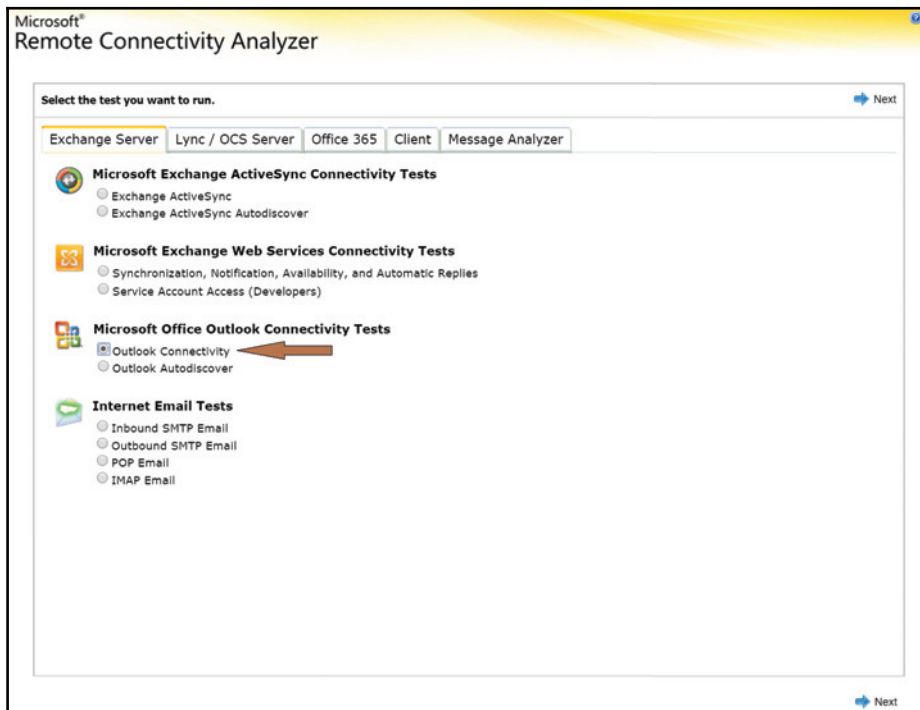 Microsoft®
Remote Connectivity Analyzer
Select the test you want to run.
Next
Exchange Server
Lync / OCS Server
Office 365
Client
Message Analyzer
Microsoft Exchange ActiveSync Connectivity Tests
Exchange ActiveSync
Exchange ActiveSync Autodiscover
Microsoft Exchange Web Services Connectivity Tests
Synchronization, Notification, Availability, and Automatic Replies
Service Account Access (Developers)
Microsoft Office Outlook Connectivity Tests
Outlook Connectivity
Outlook Autodiscover
Internet Email Tests
Inbound SMTP Email
Outbound SMTP Email
POP Email
IMAP Email
Next